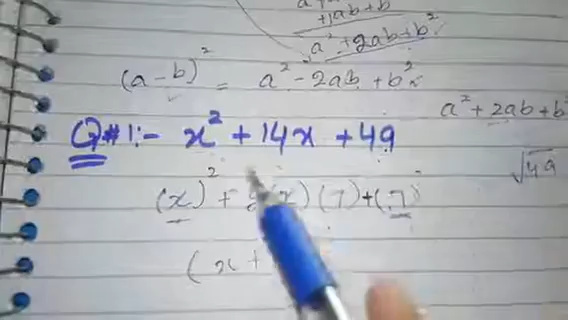 +1ab+b
a² +2ab+b²
(a-b)² = a² -2ab +b²
a² +2ab+b
Q#1:- x² +14x +49
√49
(x)² + (x)(7)+(7)²
(x+